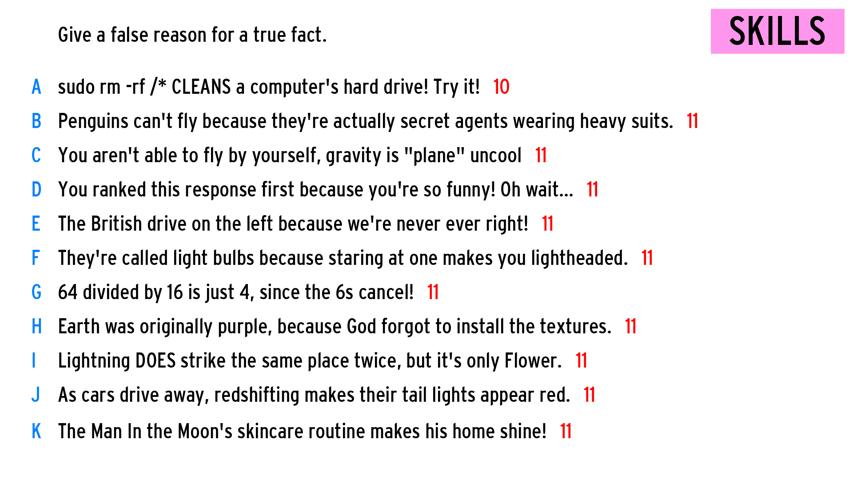 Give a false reason for a true fact.
SKILLS
A sudo rm -rf /* CLEANS a computer's hard drive! Try it! 10
B Penguins can't fly because they're actually secret agents wearing heavy suits. 11
C You aren't able to fly by yourself, gravity is "plane" uncool 11
D You ranked this response first because you're so funny! Oh wait... 11
E The British drive on the left because we're never ever right! 11
F They're called light bulbs because staring at one makes you lightheaded. 11
G 64 divided by 16 is just 4, since the 6s cancel! 11
H Earth was originally purple, because God forgot to install the textures. 11
I Lightning DOES strike the same place twice, but it's only Flower. 11
J As cars drive away, redshifting makes their tail lights appear red. 11
K The Man In the Moon's skincare routine makes his home shine! 11